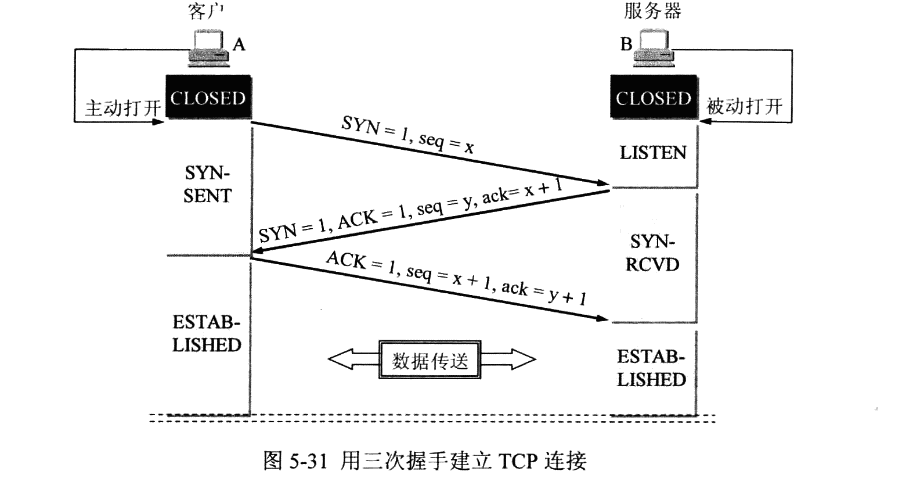 客户
服务器
A
B
CLOSED
CLOSED
主动打开
被动打开
SYN = 1, seq = x
LISTEN
SYN-
SENT
SYN = 1, ACK = 1, seq = y, ack= x + 1
SYN-
RCVD
ACK = 1, seq = x + 1, ack = y + 1
ESTAB-
LISHED
数据传送
ESTAB-
LISHED
图 5-31 用三次握手建立 TCP 连接